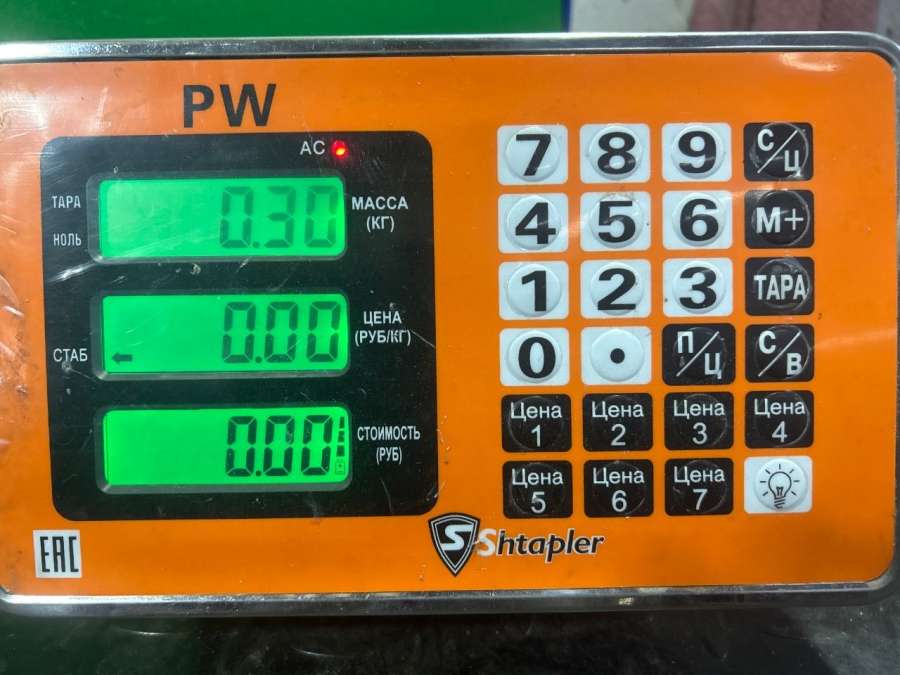 PW
AC
ТАРА
НОЛЬ
0.30
МАССА
(КГ)
СТАБ
0.00
ЦЕНА
(РУБ/КГ)
0.00
СТОИМОСТЬ
(РУБ)
7 8 9 С/Ц
4 5 6 М+
1 2 3 ТАРА
0 . П/Ц С/В
Цена 1 Цена 2 Цена 3 Цена 4
Цена 5 Цена 6 Цена 7
EAC
S Shtapler